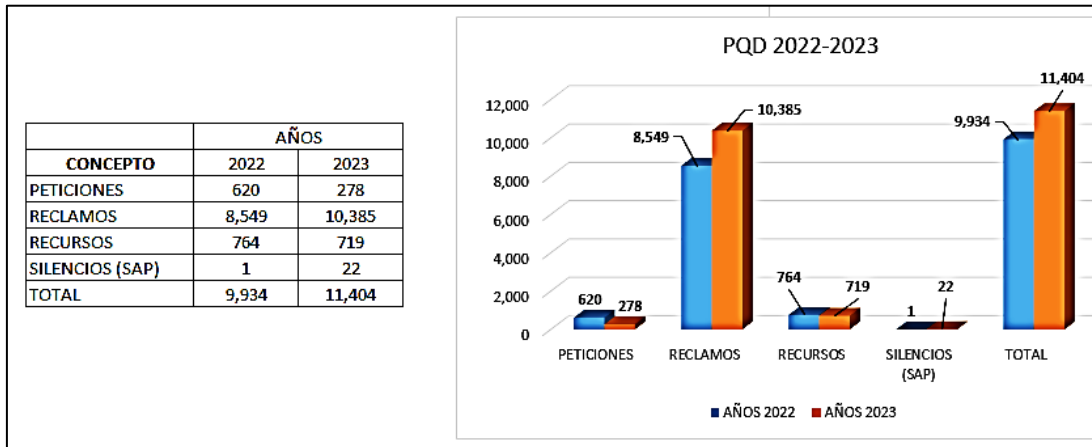 AÑOS
CONCEPTO 2022 2023
PETICIONES 620 278
RECLAMOS 8,549 10,385
RECURSOS 764 719
SILENCIOS (SAP) 1 22
TOTAL 9,934 11,404
PQD 2022-2023
12,000
10,000
8,000
6,000
4,000
2,000
0
620
278
8,549
10,385
764
719
1
22
9,934
11,404
PETICIONES
RECLAMOS
RECURSOS
SILENCIOS
(SAP)
TOTAL
AÑOS 2022 AÑOS 2023